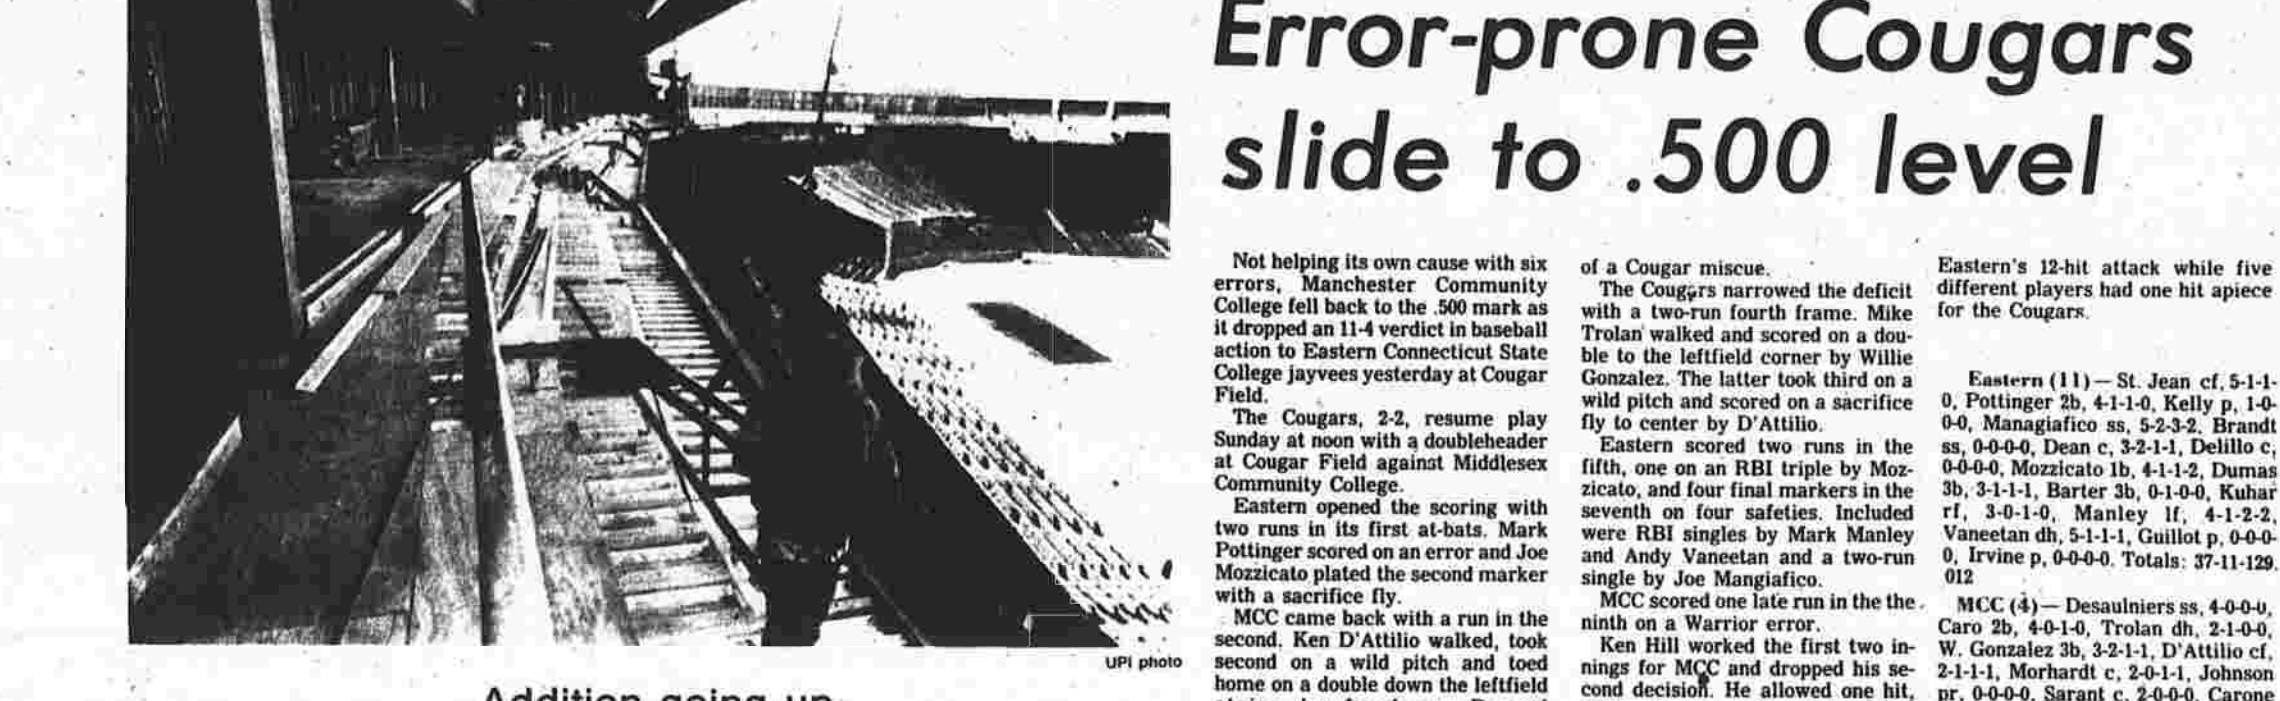 Error-prone Cougars
slide to .500 level
Not helping its own cause with six
errors, Manchester Community
College fell back to the .500 mark as
it dropped an 11-4 verdict in baseball
action to Eastern Connecticut State
College jayvees yesterday at Cougar
Field.
The Cougars, 2-2, resume play
Sunday at noon with a doubleheader
at Cougar Field against Middlesex
Community College.
Eastern opened the scoring with
two runs in its first at-bats. Mark
Pottinger scored on an error and Joe
Mozzicato plated the second marker
with a sacrifice fly.
MCC came back with a run in the
second. Ken D'Attilio walked, took
second on a wild pitch and toed
home on a double down the leftfield
of a Cougar miscue.
The Cougars narrowed the deficit
with a two-run fourth frame. Mike
Trolan walked and scored on a dou-
ble to the leftfield corner by Willie
Gonzalez. The latter took third on a
wild pitch and scored on a sacrifice
fly to center by D'Attilio.
Eastern scored two runs in the
fifth, one on an RBI triple by Moz-
zicato, and four final markers in the
seventh on four safeties. Included
were RBI singles by Mark Manley
and Andy Vaneetan and a two-run
single by Joe Mangiafico.
MCC scored one late run in the the
ninth on a Warrior error.
Ken Hill worked the first two in-
nings for MCC and dropped his se-
cond decision. He allowed one hit,
Eastern's 12-hit attack while five
different players had one hit apiece
for the Cougars.
Eastern (11) — St. Jean cf, 5-1-1-
0, Pottinger 2b, 4-1-1-0, Kelly p, 1-0-
0-0, Managiafico ss, 5-2-3-2, Brandt
ss, 0-0-0-0, Dean c, 3-2-1-1, Delillo c,
0-0-0-0, Mozzicato 1b, 4-1-1-2, Dumas
3b, 3-1-1-1, Barter 3b, 0-1-0-0, Kuhar
rf, 3-0-1-0, Manley lf, 4-1-2-2,
Vaneetan dh, 5-1-1-1, Guillot p, 0-0-0-
0, Irvine p, 0-0-0-0. Totals: 37-11-129.
012
MCC (4) — Desaulniers ss, 4-0-0-0,
Caro 2b, 4-0-1-0, Trolan dh, 2-1-0-0,
W. Gonzalez 3b, 3-2-1-1, D'Attilio cf,
2-1-1-1, Morhardt c, 2-0-1-1, Johnson
pr, 0-0-0-0, Sarant c, 2-0-0-0, Carone
UPI photo
Addition going up